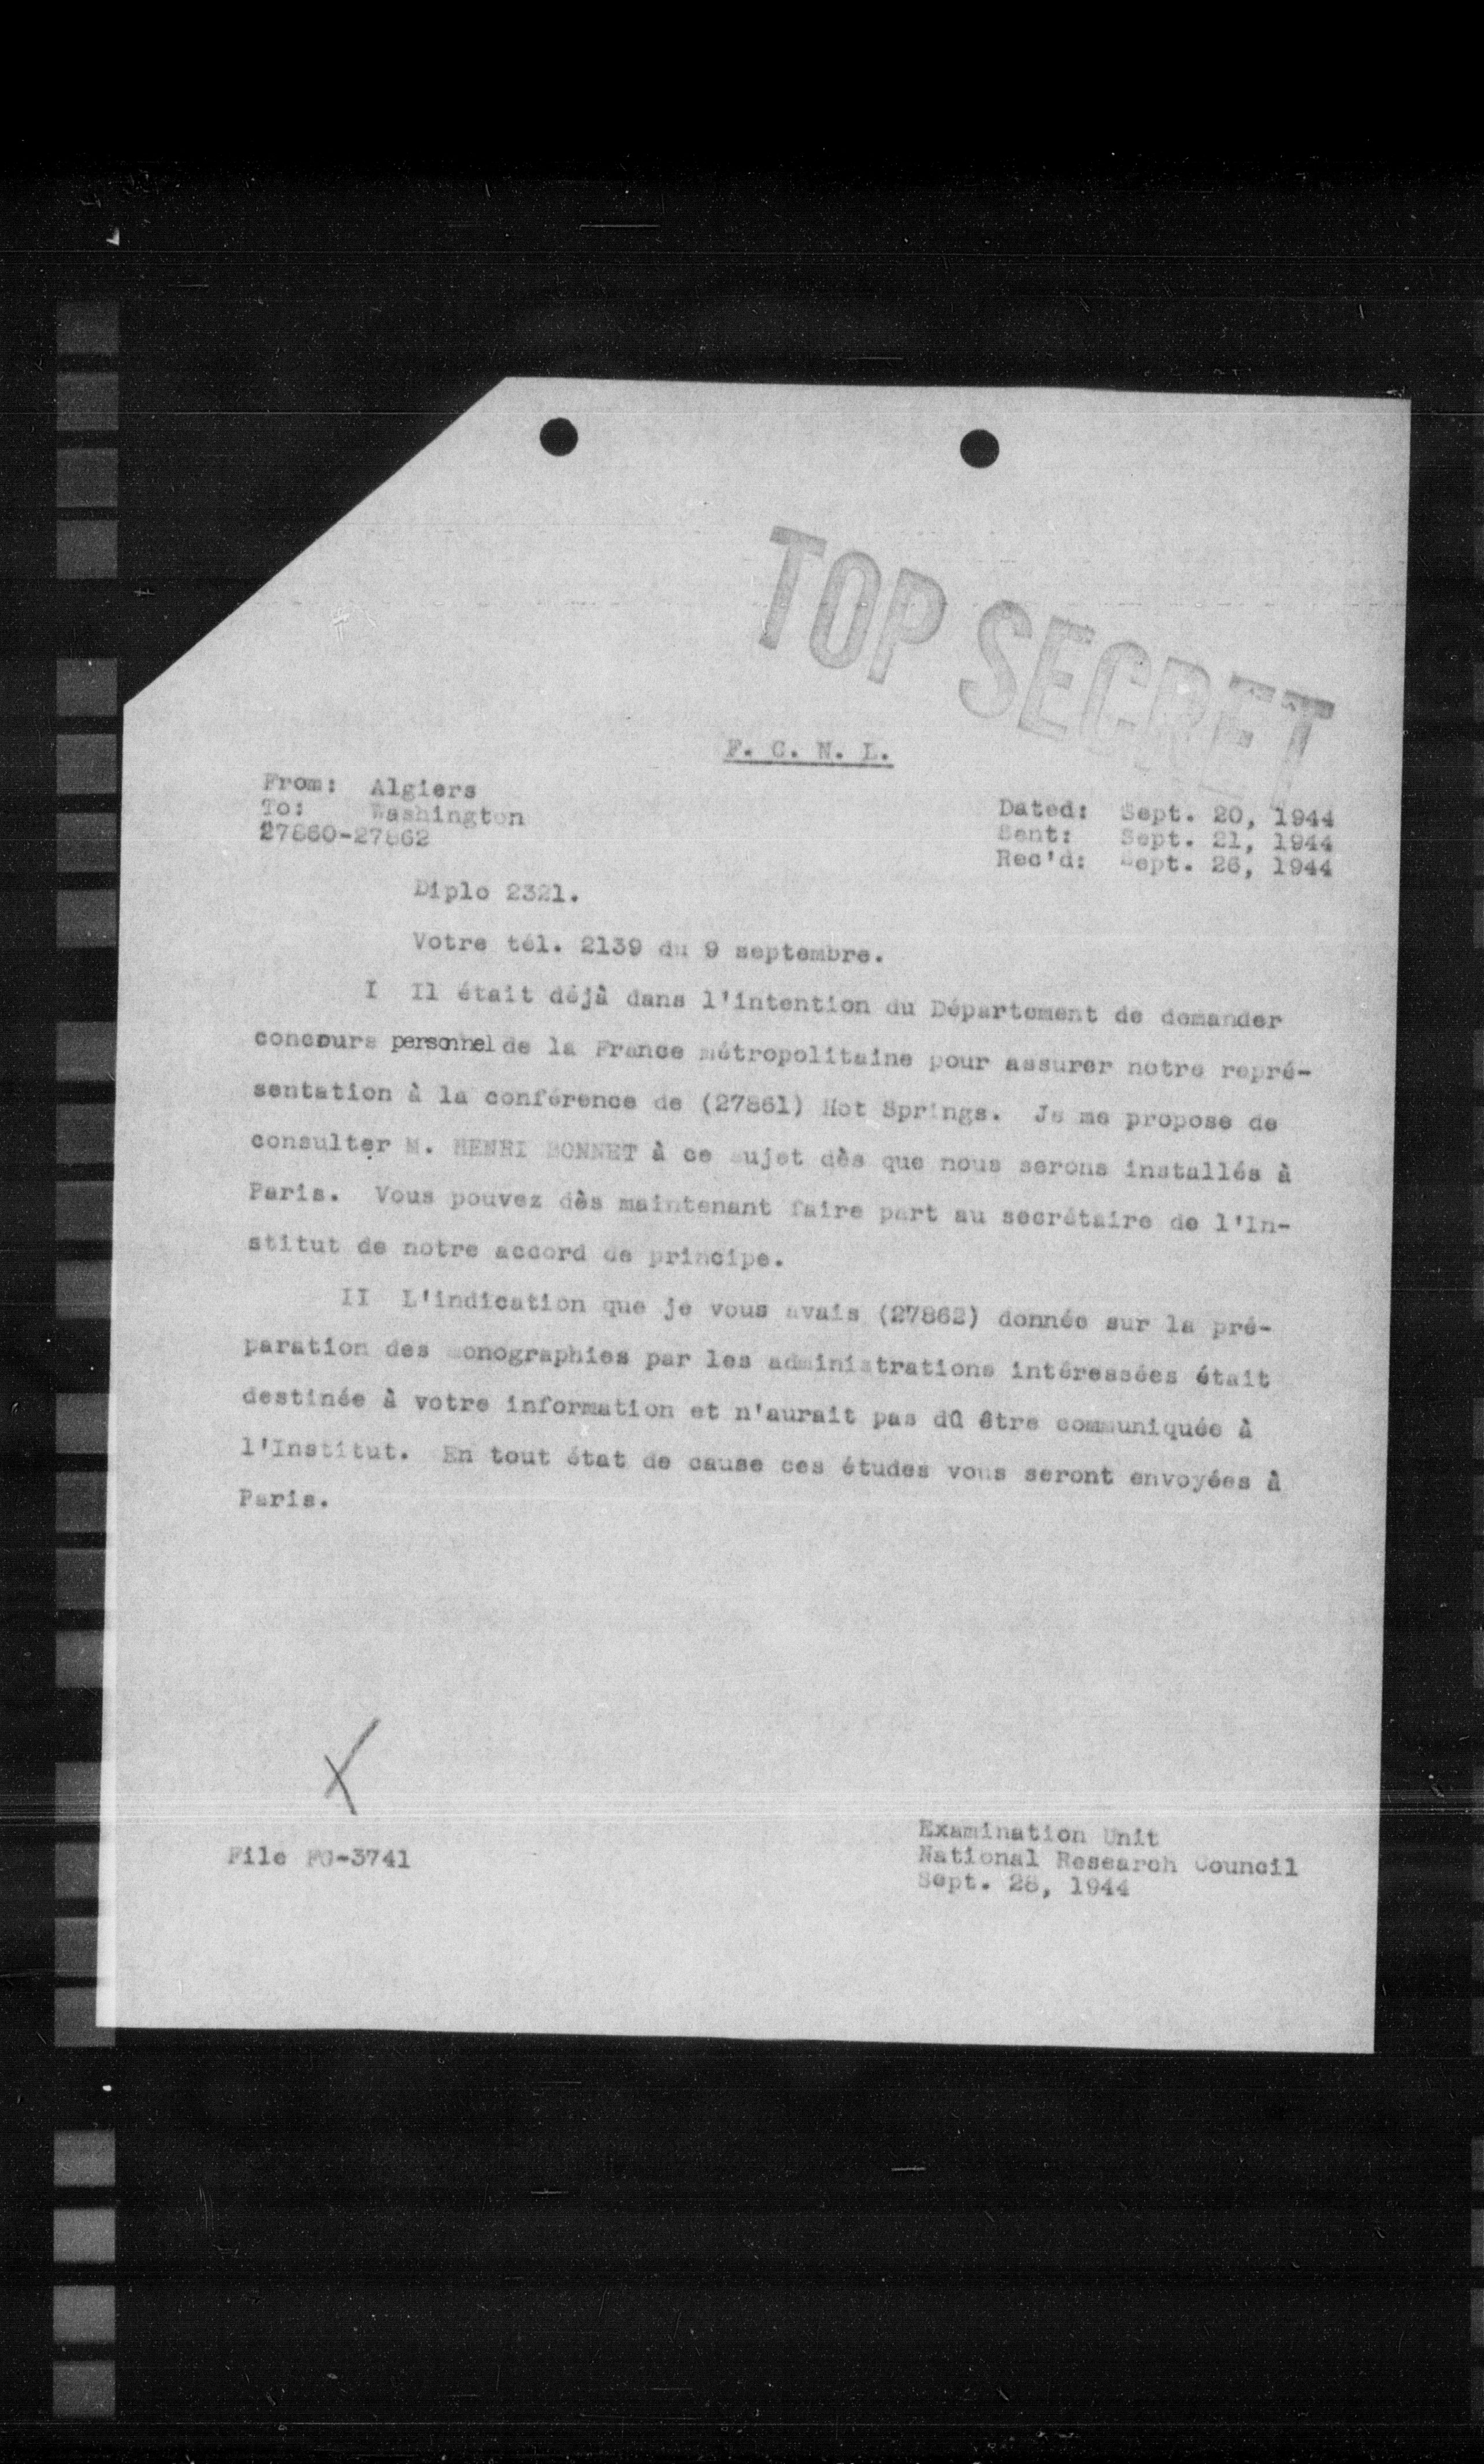 TOP SECRET
F. C. N. L.
From: Algiers
To: Washington
27860-27862
Dated: Sept. 20, 1944
Sent: Sept. 21, 1944
Rec'd: Sept. 26, 1944
Diplo 2321.
Votre tél. 2139 du 9 septembre.
I Il était déjà dans l'intention du Département de demander
concours personnel de la France métropolitaine pour assurer notre repré-
sentation à la conférence de (27861) Hot Springs. Je me propose de
consulter M. HENRI BONNET à ce sujet dès que nous serons installés à
Paris. Vous pouvez dès maintenant faire part au secrétaire de l'In-
stitut de notre accord de principe.
II L'indication que je vous avais (27862) donnée sur la pré-
paration des monographies par les administrations intéressées était
destinée à votre information et n'aurait pas dû être communiquée à
l'Institut. En tout état de cause ces études vous seront envoyées à
Paris.
File FG-3741
Examination Unit
National Research Council
Sept. 28, 1944